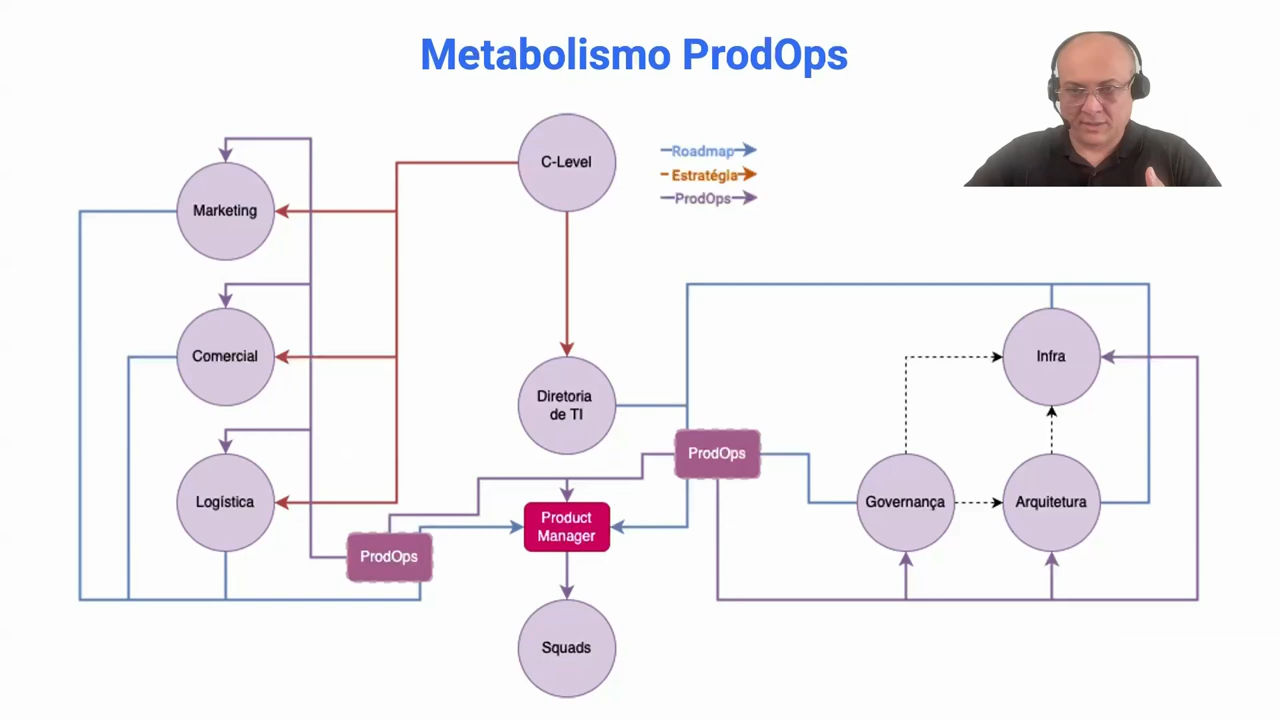 Metabolismo ProdOps
C-Level
Roadmap
Estratégia
ProdOps
Marketing
Comercial
Infra
Diretoria
de TI
ProdOps
Logística
Governança
Arquitetura
Product
Manager
ProdOps
Squads